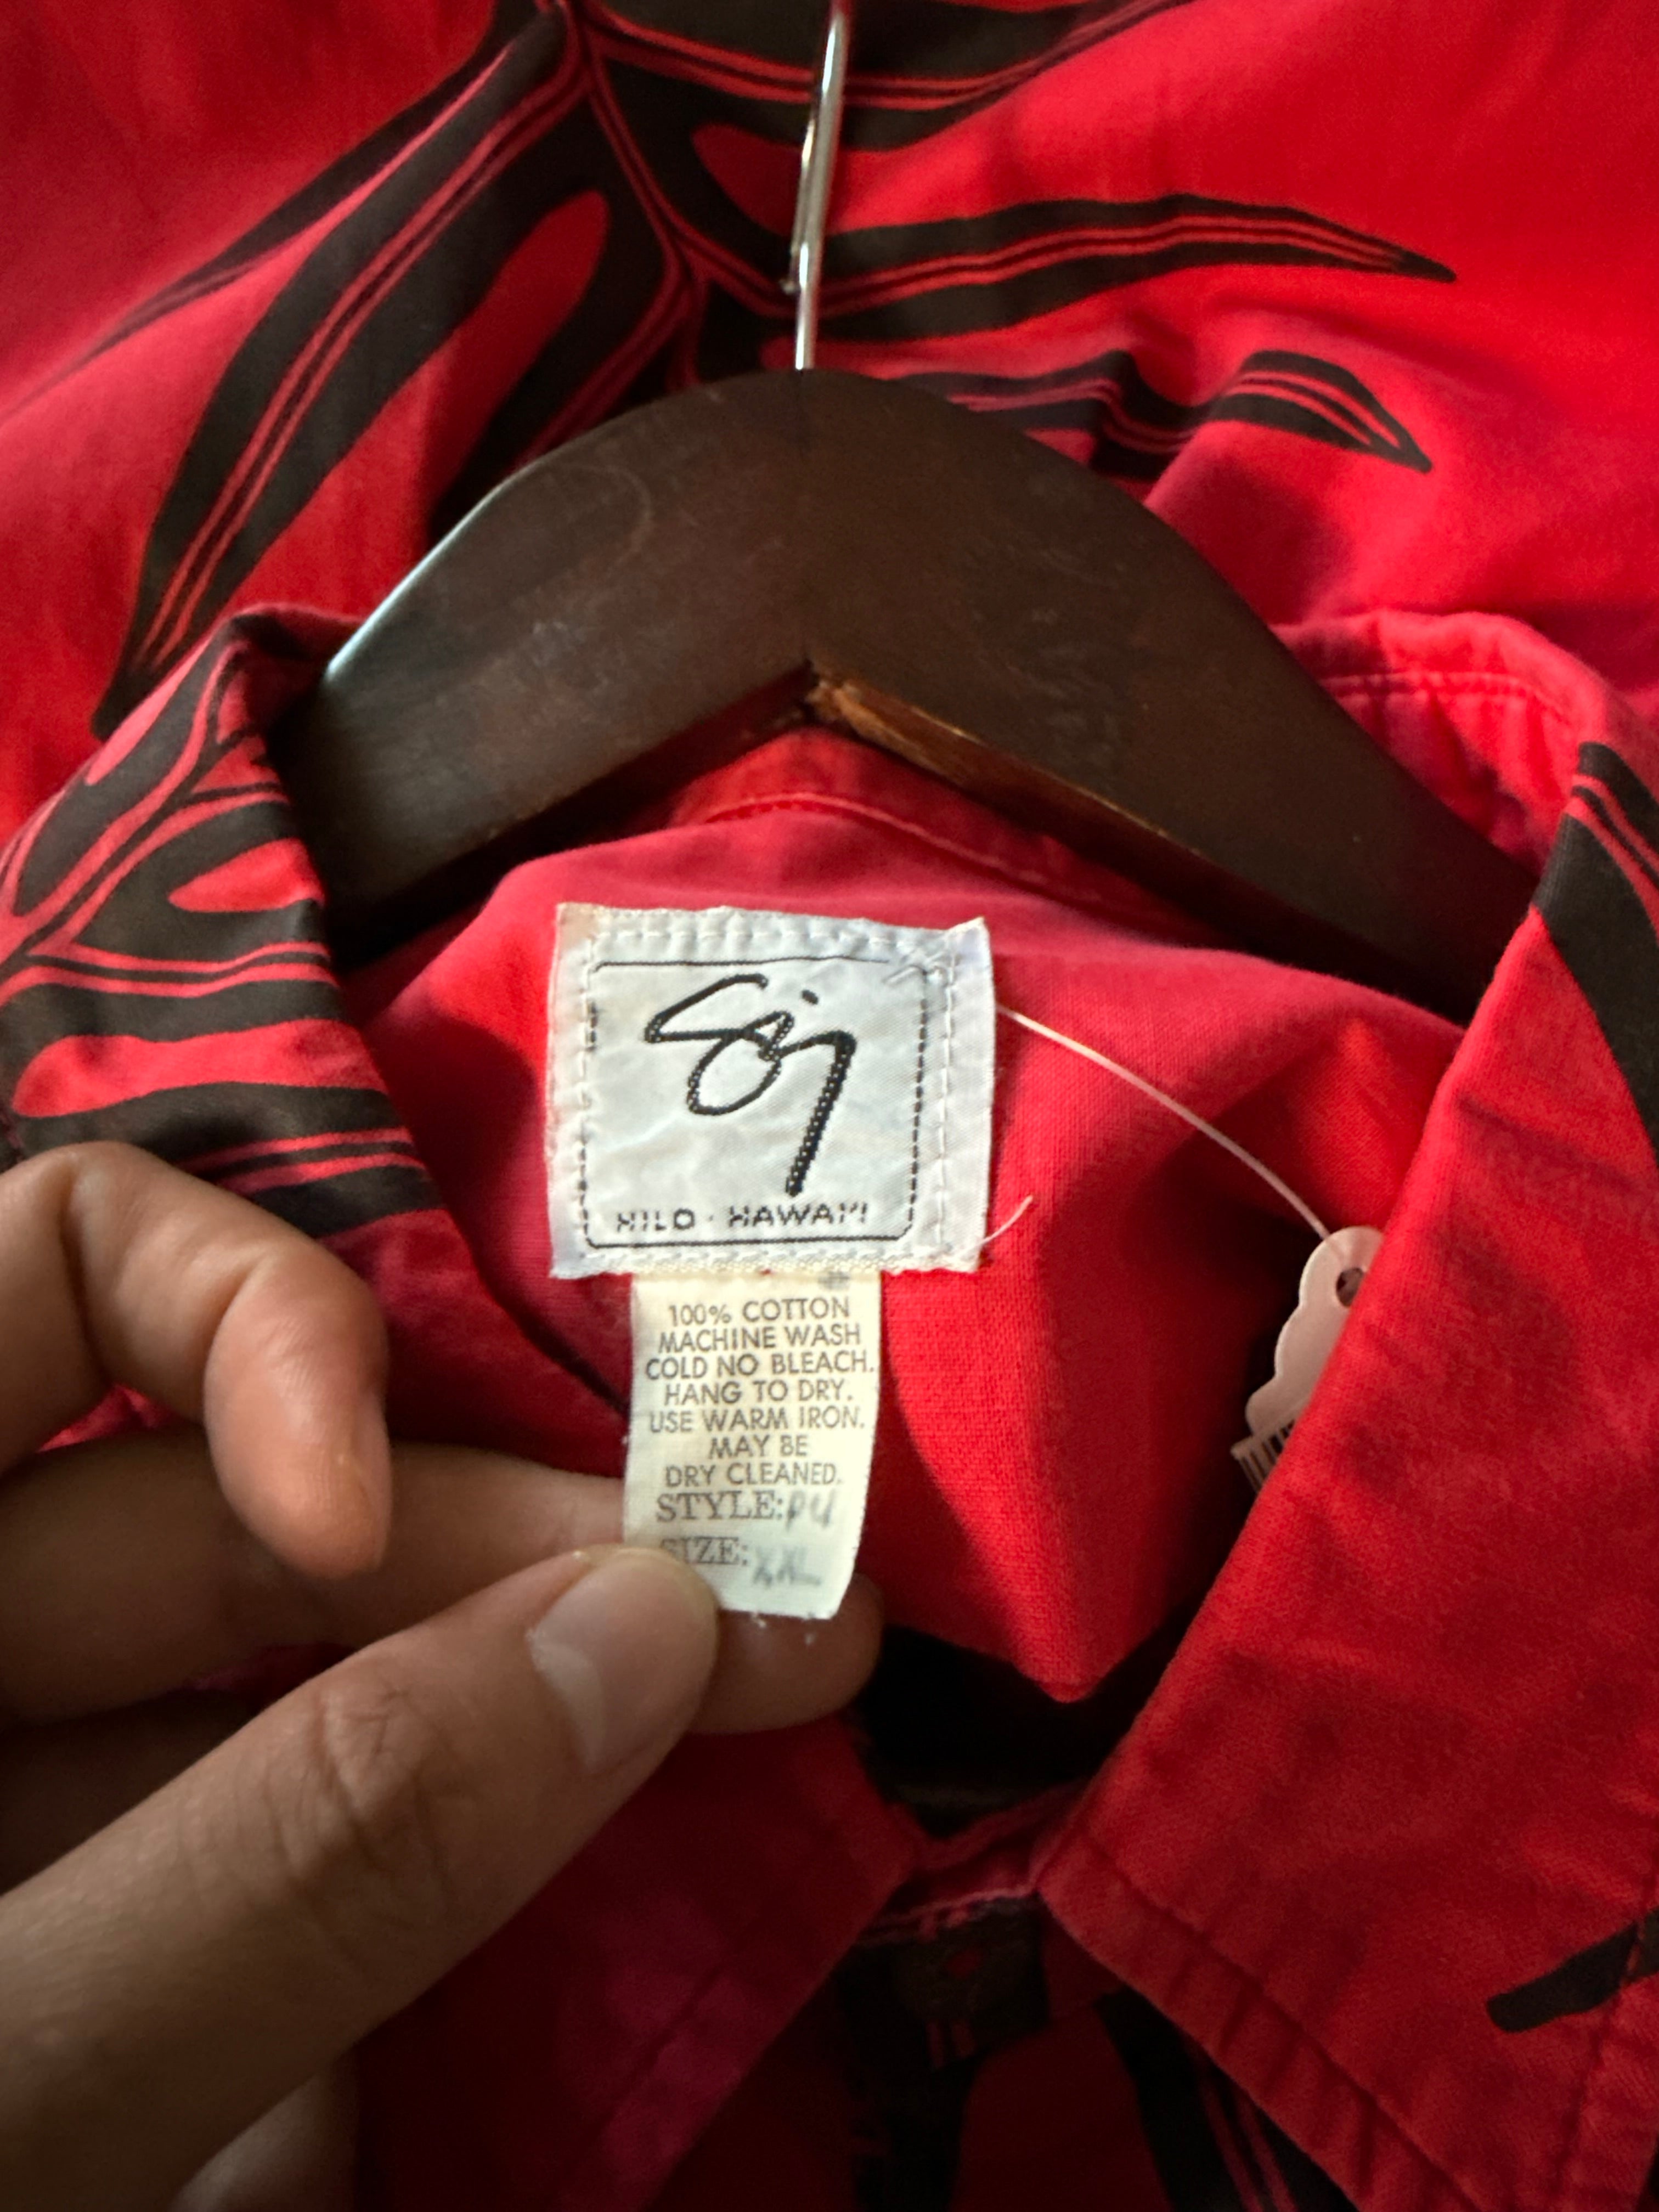 Sig
HILO · HAWAI'I
100% COTTON
MACHINE WASH
COLD NO BLEACH.
HANG TO DRY.
USE WARM IRON.
MAY BE
DRY CLEANED.
STYLE: P4
SIZE: XXL